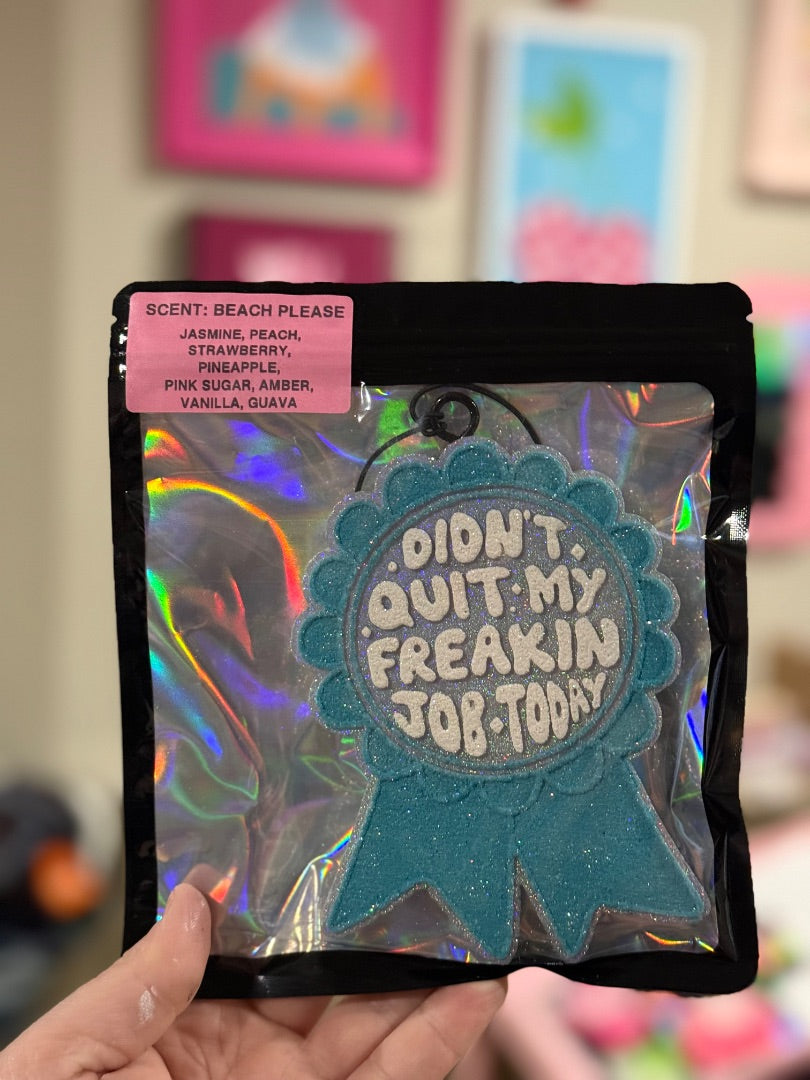 SCENT: BEACH PLEASE
JASMINE, PEACH,
STRAWBERRY,
PINEAPPLE,
PINK SUGAR, AMBER,
VANILLA, GUAVA
DIDN'T
QUIT MY
FREAKIN
JOB • TODAY